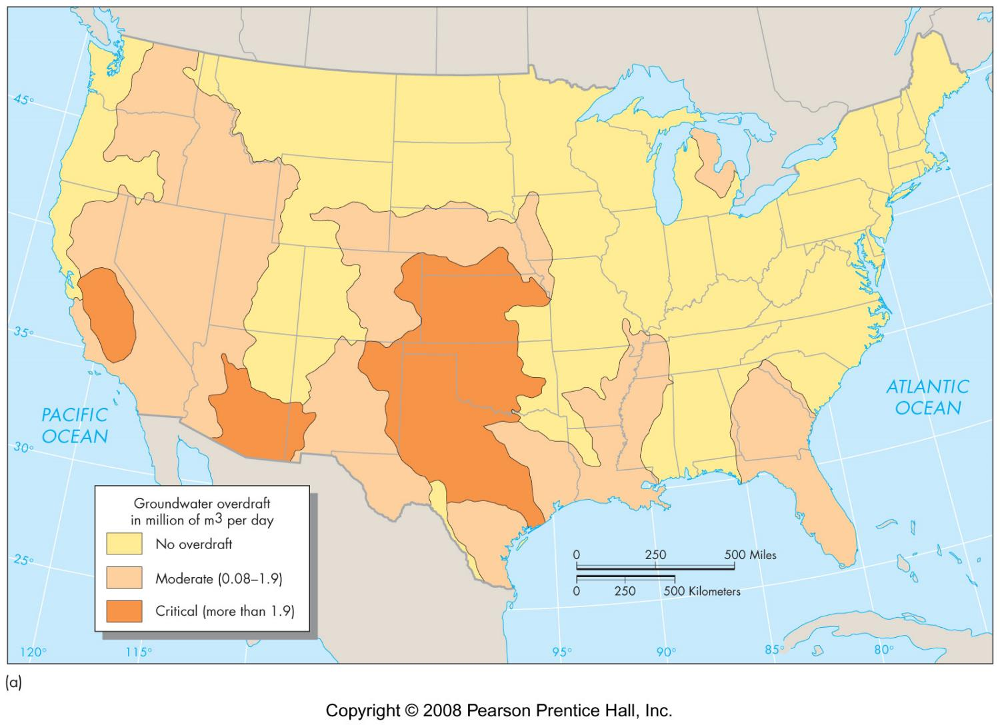 45°
35°
30°
25°
120°
115°
95°
90°
85°
80°
PACIFIC
OCEAN
ATLANTIC
OCEAN
Groundwater overdraft
in million of m3 per day
No overdraft
Moderate (0.08–1.9)
Critical (more than 1.9)
0 250 500 Miles
0 250 500 Kilometers
(a)
Copyright © 2008 Pearson Prentice Hall, Inc.